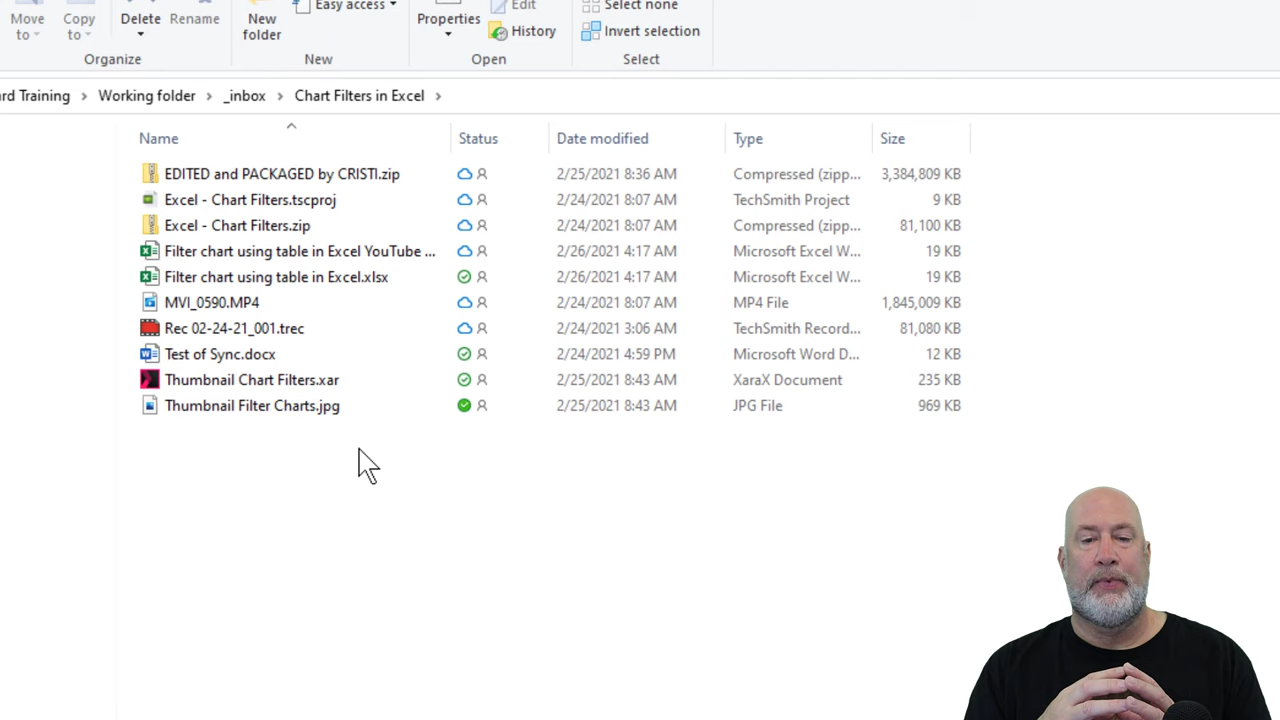 Move to
Copy to
Delete
Rename
New folder
Easy access
Properties
Edit
History
Select none
Invert selection
Organize
New
Open
Select
rd Training > Working folder > _inbox > Chart Filters in Excel >
Name Status Date modified Type Size
EDITED and PACKAGED by CRISTI.zip 2/25/2021 8:36 AM Compressed (zipp... 3,384,809 KB
Excel - Chart Filters.tscproj 2/24/2021 8:07 AM TechSmith Project 9 KB
Excel - Chart Filters.zip 2/24/2021 8:07 AM Compressed (zipp... 81,100 KB
Filter chart using table in Excel YouTube ... 2/26/2021 4:17 AM Microsoft Excel W... 19 KB
Filter chart using table in Excel.xlsx 2/26/2021 4:17 AM Microsoft Excel W... 19 KB
MVI_0590.MP4 2/24/2021 8:07 AM MP4 File 1,845,009 KB
Rec 02-24-21_001.trec 2/24/2021 3:06 AM TechSmith Record... 81,080 KB
Test of Sync.docx 2/24/2021 4:59 PM Microsoft Word D... 12 KB
Thumbnail Chart Filters.xar 2/25/2021 8:43 AM XaraX Document 235 KB
Thumbnail Filter Charts.jpg 2/25/2021 8:43 AM JPG File 969 KB